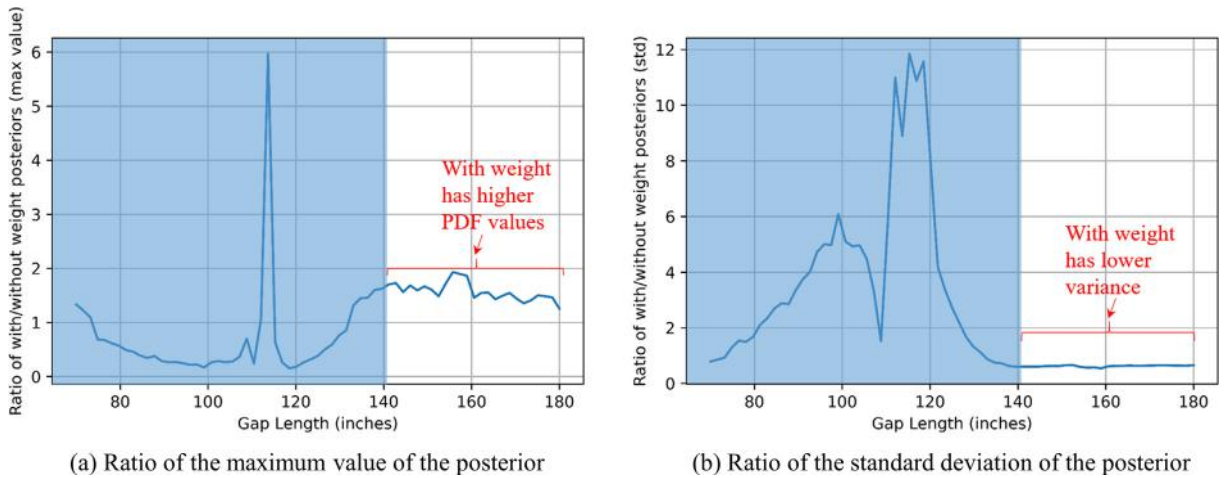 Ratio of with/without weight posteriors (max value)
6
5
4
3
2
1
0
With weight
has higher
PDF values
80 100 120 140 160 180
Gap Length (inches)
(a) Ratio of the maximum value of the posterior
Ratio of with/without weight posteriors (std)
12
10
8
6
4
2
0
With weight
has lower
variance
80 100 120 140 160 180
Gap Length (inches)
(b) Ratio of the standard deviation of the posterior